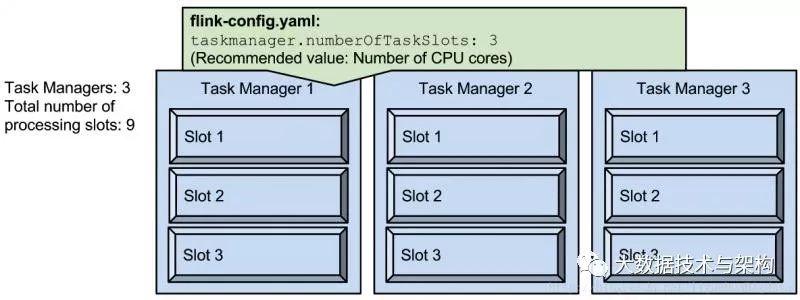 flink-config.yaml:
taskmanager.numberOfTaskSlots: 3
(Recommended value: Number of CPU cores)
Task Managers: 3
Total number of
processing slots: 9
Task Manager 1
Slot 1
Slot 2
Slot 3
Task Manager 2
Slot 1
Slot 2
Slot 3
Task Manager 3
Slot 1
Slot 2
Slot 3
大数据技术与架构